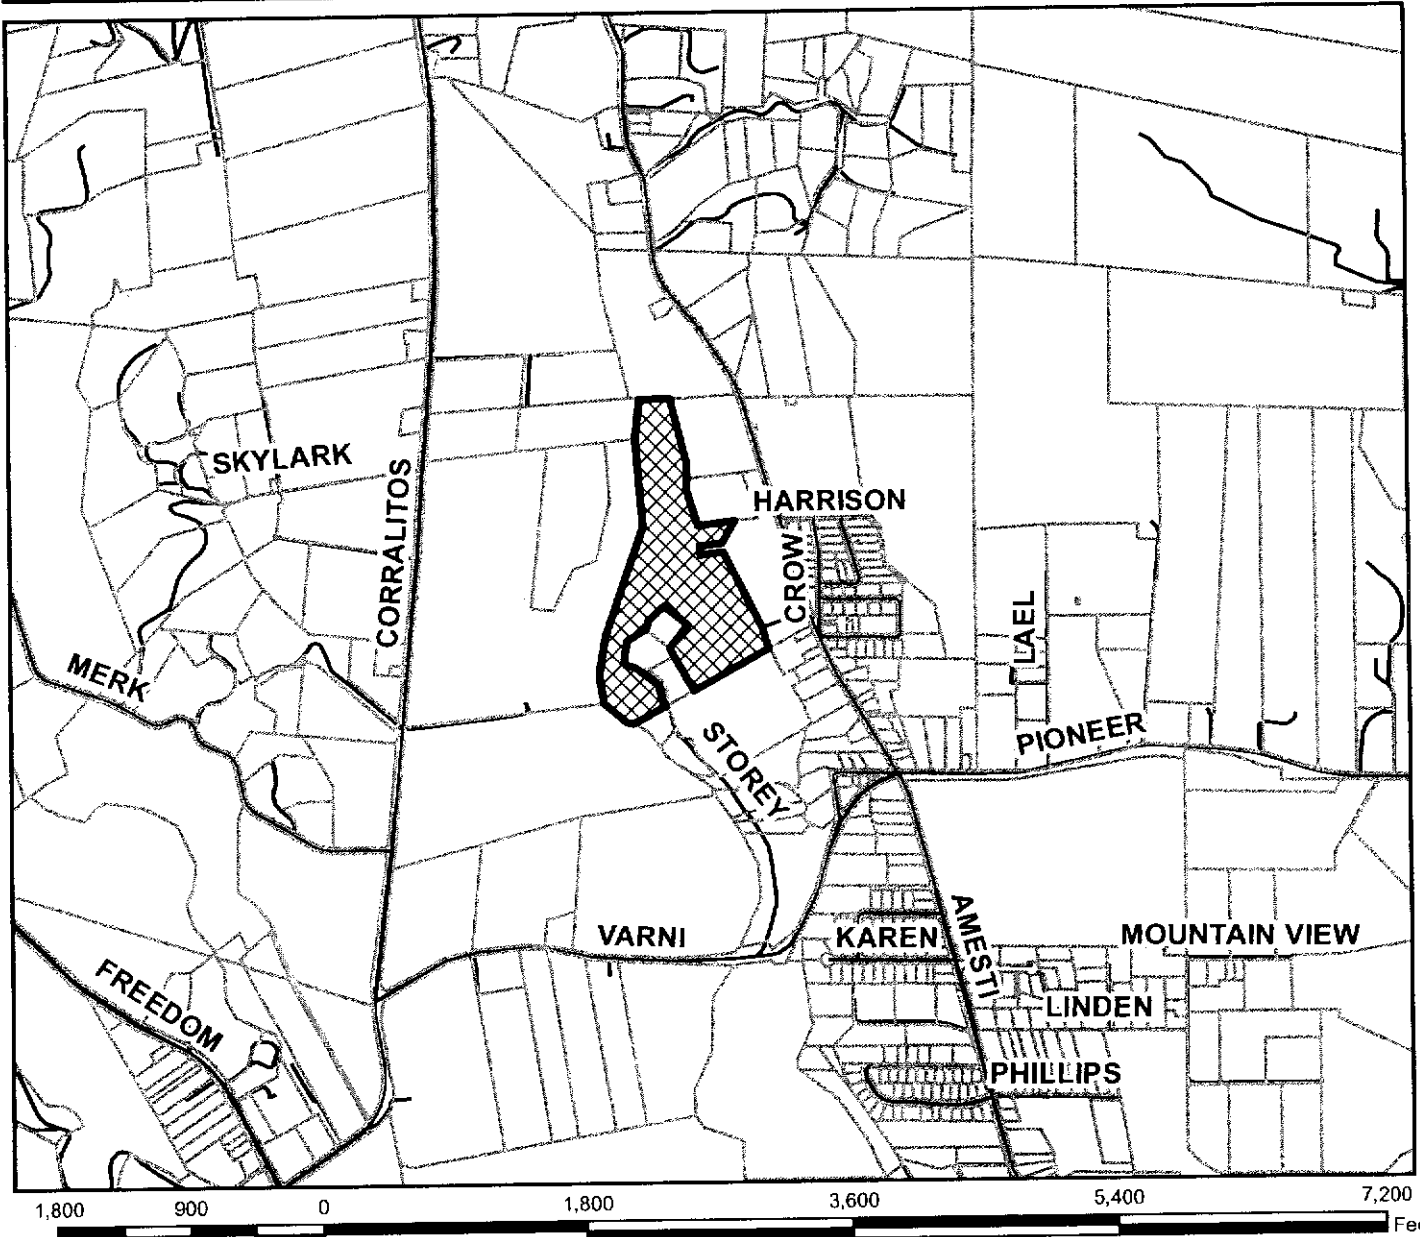 SKYLARK
CORRALITOS
HARRISON
CROW
LAEL
MERK
PIONEER
STOREY
AMESTI
VARNI
KAREN
MOUNTAIN VIEW
FREEDOM
LINDEN
PHILLIPS
1,800 900 0 1,800 3,600 5,400 7,200